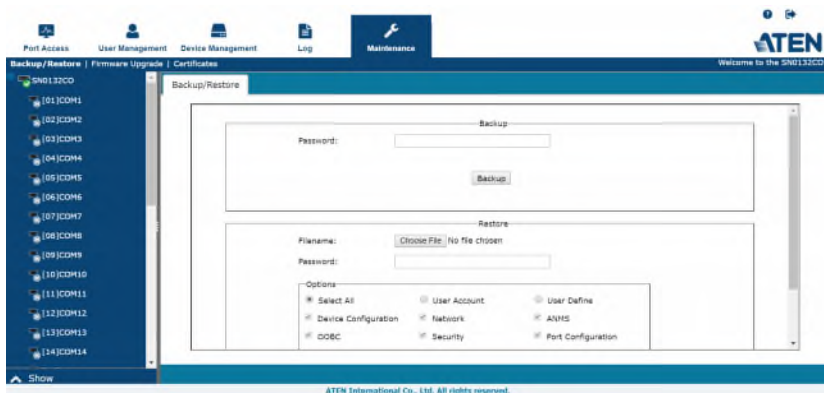 Port Access
User Management
Device Management
Log
Maintenance
ATEN
Backup/Restore | Firmware Upgrade | Certificates
Welcome to the SN0132CO
SN0132CO
Backup/Restore
[01]COM1
[02]COM2
[03]COM3
[04]COM4
[05]COM5
[06]COM6
[07]COM7
[08]COM8
[09]COM9
[10]COM10
[11]COM11
[12]COM12
[13]COM13
[14]COM14
Show
Backup
Password:
Backup
Restore
Filename: Choose File No file chosen
Password:
Options
Select All User Account User Define
Device Configuration Network ANMS
OOBC Security Port Configuration
ATEN International Co., Ltd. All rights reserved.